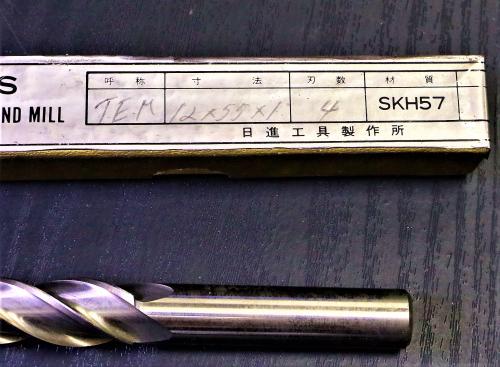 S
ND MILL
呼称 寸法 刃数 材質
T.E.M 12×55×1 4 SKH57
日進工具製作所